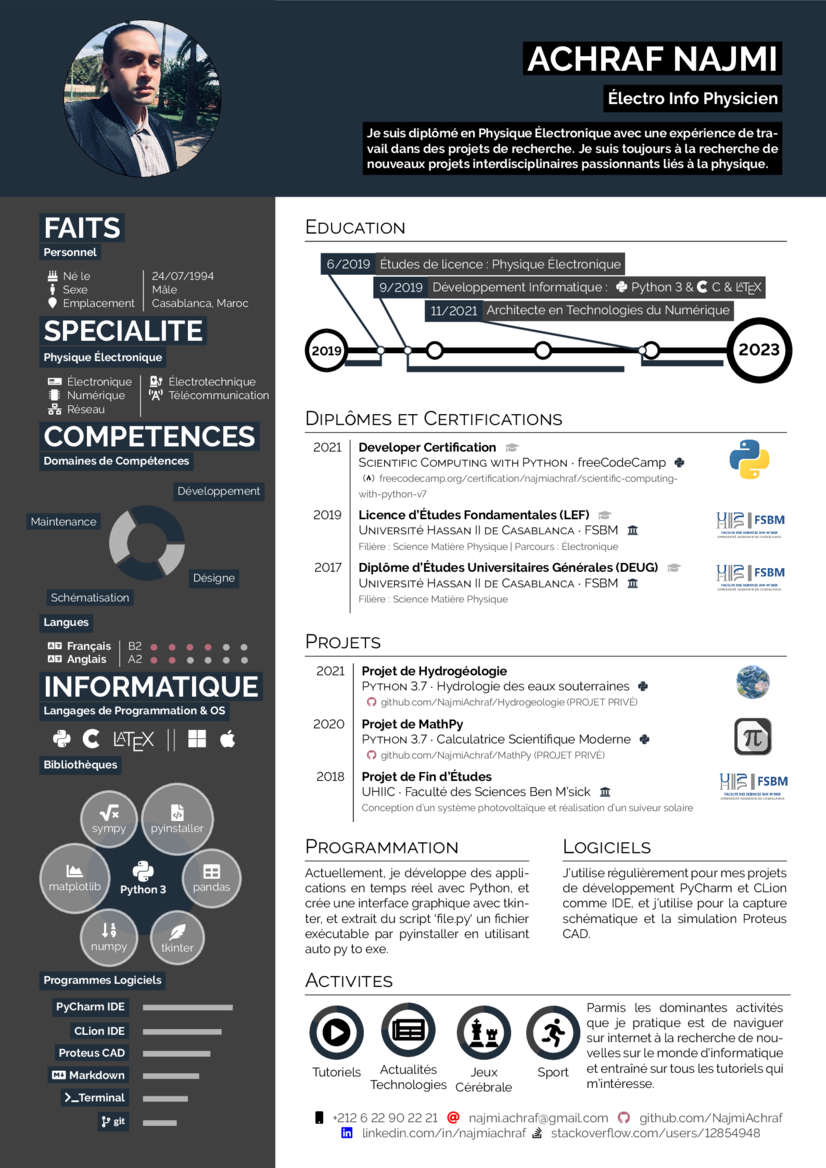 ACHRAF NAJMI
Électro Info Physicien
Je suis diplômé en Physique Électronique avec une expérience de tra-
vail dans des projets de recherche. Je suis toujours à la recherche de
nouveaux projets interdisciplinaires passionnants liés à la physique.
FAITS
Personnel
Né le 24/07/1994
Sexe Mâle
Emplacement Casablanca, Maroc
SPECIALITE
Physique Électronique
Électronique Électrotechnique
Numérique Télécommunication
Réseau
COMPETENCES
Domaines de Compétences
Développement
Maintenance
Désigne
Schématisation
Langues
Français B2
Anglais A2
INFORMATIQUE
Langages de Programmation & OS
LATEX
Bibliothèques
sympy
pyinstaller
matplotlib
Python 3
pandas
numpy
tkinter
Programmes Logiciels
PyCharm IDE
CLion IDE
Proteus CAD
Markdown
>_Terminal
git
EDUCATION
6/2019 Études de licence : Physique Électronique
9/2019 Développement Informatique : Python 3 & C C & LATEX
11/2021 Architecte en Technologies du Numérique
2019
2023
DIPLÔMES ET CERTIFICATIONS
2021 Developer Certification
SCIENTIFIC COMPUTING WITH PYTHON · freeCodeCamp
freecodecamp.org/certification/najmiachraf/scientific-computing-
with-python-v7
2019 Licence d'Études Fondamentales (LEF)
UNIVERSITé HASSAN II DE CASABLANCA · FSBM
Filière : Science Matière Physique | Parcours : Électronique
FSBM
2017 Diplôme d'Études Universitaires Générales (DEUG)
UNIVERSITé HASSAN II DE CASABLANCA · FSBM
Filière : Science Matière Physique
FSBM
PROJETS
2021 Projet de Hydrogéologie
PYTHON 3.7 · Hydrologie des eaux souterraines
github.com/NajmiAchraf/Hydrogeologie (PROJET PRIVÉ)
2020 Projet de MathPy
PYTHON 3.7 · Calculatrice Scientifique Moderne
github.com/NajmiAchraf/MathPy (PROJET PRIVÉ)
π
2018 Projet de Fin d'Études
UHIIC · Faculté des Sciences Ben M'sick
Conception d'un système photovoltaïque et réalisation d'un suiveur solaire
FSBM
PROGRAMMATION
Actuellement, je développe des appli-
cations en temps réel avec Python, et
crée une interface graphique avec tkin-
ter, et extrait du script 'file.py' un fichier
exécutable par pyinstaller en utilisant
auto py to exe.
LOGICIELS
J'utilise régulièrement pour mes projets
de développement PyCharm et CLion
comme IDE, et j'utilise pour la capture
schématique et la simulation Proteus
CAD.
ACTIVITES
Tutoriels
Actualités
Technologies
Jeux
Cérébrale
Sport
Parmis les dominantes activités
que je pratique est de naviguer
sur internet à la recherche de nou-
velles sur le monde d'informatique
et entraîné sur tous les tutoriels qui
m'intéresse.
+212 6 22 90 22 21 najmi.achraf@gmail.com github.com/NajmiAchraf
linkedin.com/in/najmiachraf stackoverflow.com/users/12854948